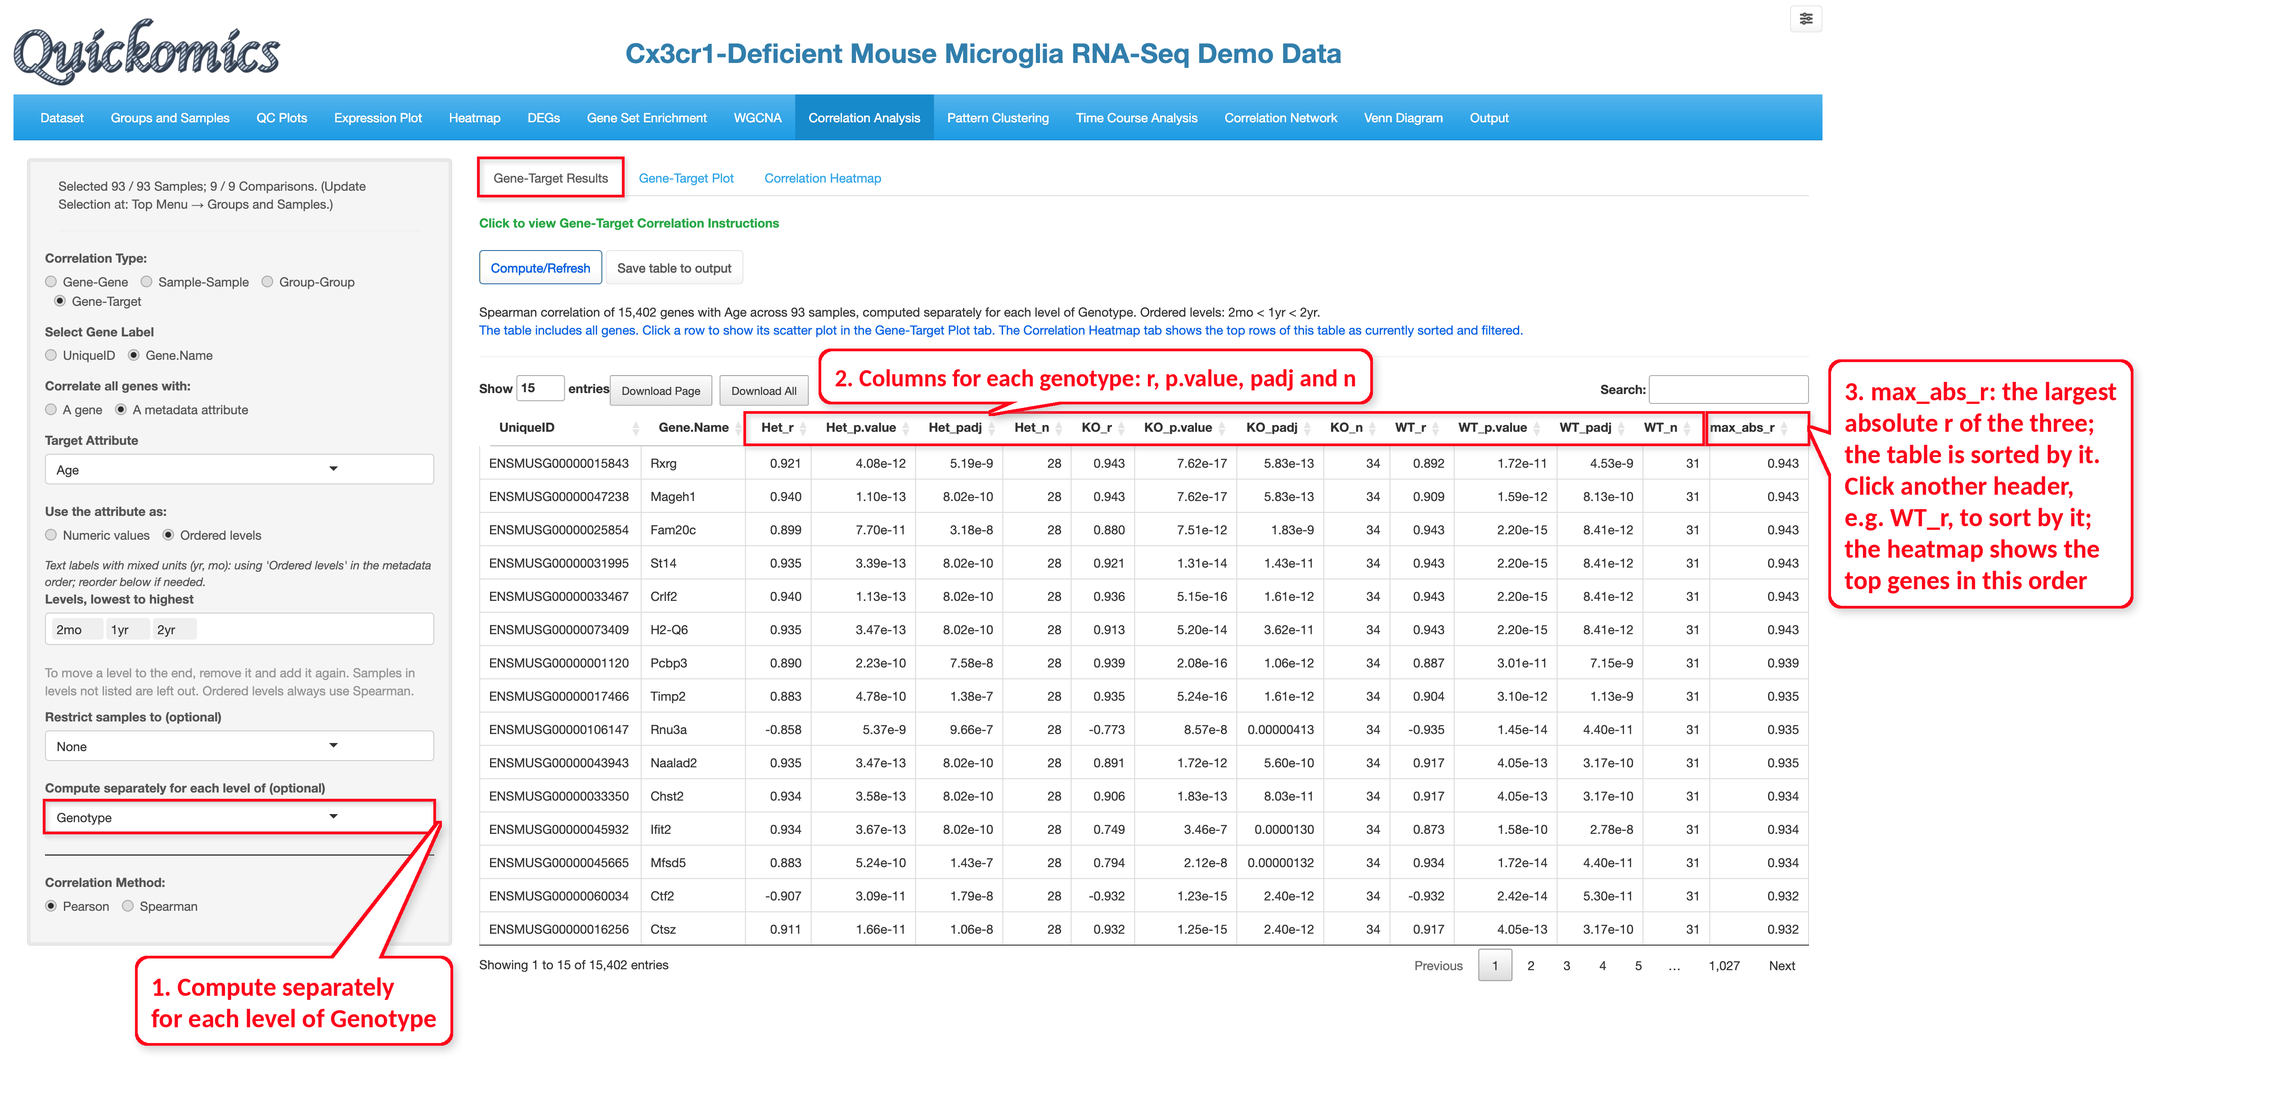 Quickomics
Cx3cr1-Deficient Mouse Microglia RNA-Seq Demo Data
Dataset Groups and Samples QC Plots Expression Plot Heatmap DEGs Gene Set Enrichment WGCNA Correlation Analysis Pattern Clustering Time Course Analysis Correlation Network Venn Diagram Output
Selected 93 / 93 Samples; 9 / 9 Comparisons. (Update
Selection at: Top Menu → Groups and Samples.)
Correlation Type:
Gene-Gene Sample-Sample Group-Group
Gene-Target
Select Gene Label
UniqueID Gene.Name
Correlate all genes with:
A gene A metadata attribute
Target Attribute
Age
Use the attribute as:
Numeric values Ordered levels
Text labels with mixed units (yr, mo): using 'Ordered levels' in the metadata
order; reorder below if needed.
Levels, lowest to highest
2mo 1yr 2yr
To move a level to the end, remove it and add it again. Samples in
levels not listed are left out. Ordered levels always use Spearman.
Restrict samples to (optional)
None
Compute separately for each level of (optional)
Genotype
Correlation Method:
Pearson Spearman
1. Compute separately
for each level of Genotype
Gene-Target Results Gene-Target Plot Correlation Heatmap
Click to view Gene-Target Correlation Instructions
Compute/Refresh Save table to output
Spearman correlation of 15,402 genes with Age across 93 samples, computed separately for each level of Genotype. Ordered levels: 2mo < 1yr < 2yr.
The table includes all genes. Click a row to show its scatter plot in the Gene-Target Plot tab. The Correlation Heatmap tab shows the top rows of this table as currently sorted and filtered.
2. Columns for each genotype: r, p.value, padj and n
Show 15 entries Download Page Download All Search:
UniqueID Gene.Name Het_r Het_p.value Het_padj Het_n KO_r KO_p.value KO_padj KO_n WT_r WT_p.value WT_padj WT_n max_abs_r
ENSMUSG00000015843 Rxrg 0.921 4.08e-12 5.19e-9 28 0.943 7.62e-17 5.83e-13 34 0.892 1.72e-11 4.53e-9 31 0.943
ENSMUSG00000047238 Mageh1 0.940 1.10e-13 8.02e-10 28 0.943 7.62e-17 5.83e-13 34 0.909 1.59e-12 8.13e-10 31 0.943
ENSMUSG00000025854 Fam20c 0.899 7.70e-11 3.18e-8 28 0.880 7.51e-12 1.83e-9 34 0.943 2.20e-15 8.41e-12 31 0.943
ENSMUSG00000031995 St14 0.935 3.39e-13 8.02e-10 28 0.921 1.31e-14 1.43e-11 34 0.943 2.20e-15 8.41e-12 31 0.943
ENSMUSG00000033467 Crlf2 0.940 1.13e-13 8.02e-10 28 0.936 5.15e-16 1.61e-12 34 0.943 2.20e-15 8.41e-12 31 0.943
ENSMUSG00000073409 H2-Q6 0.935 3.47e-13 8.02e-10 28 0.913 5.20e-14 3.62e-11 34 0.943 2.20e-15 8.41e-12 31 0.943
ENSMUSG00000001120 Pcbp3 0.890 2.23e-10 7.58e-8 28 0.939 2.08e-16 1.06e-12 34 0.887 3.01e-11 7.15e-9 31 0.939
ENSMUSG00000017466 Timp2 0.883 4.78e-10 1.38e-7 28 0.935 5.24e-16 1.61e-12 34 0.904 3.10e-12 1.13e-9 31 0.935
ENSMUSG00000106147 Rnu3a -0.858 5.37e-9 9.66e-7 28 -0.773 8.57e-8 0.00000413 34 -0.935 1.45e-14 4.40e-11 31 0.935
ENSMUSG00000043943 Naalad2 0.935 3.47e-13 8.02e-10 28 0.891 1.72e-12 5.60e-10 34 0.917 4.05e-13 3.17e-10 31 0.935
ENSMUSG00000033350 Chst2 0.934 3.58e-13 8.02e-10 28 0.906 1.83e-13 8.03e-11 34 0.917 4.05e-13 3.17e-10 31 0.934
ENSMUSG00000045932 Ifit2 0.934 3.67e-13 8.02e-10 28 0.749 3.46e-7 0.0000130 34 0.873 1.58e-10 2.78e-8 31 0.934
ENSMUSG00000045665 Mfsd5 0.883 5.24e-10 1.43e-7 28 0.794 2.12e-8 0.00000132 34 0.934 1.72e-14 4.40e-11 31 0.934
ENSMUSG00000060034 Ctf2 -0.907 3.09e-11 1.79e-8 28 -0.932 1.23e-15 2.40e-12 34 -0.932 2.42e-14 5.30e-11 31 0.932
ENSMUSG00000016256 Ctsz 0.911 1.66e-11 1.06e-8 28 0.932 1.25e-15 2.40e-12 34 0.917 4.05e-13 3.17e-10 31 0.932
Showing 1 to 15 of 15,402 entries Previous 1 2 3 4 5 … 1,027 Next
3. max_abs_r: the largest
absolute r of the three;
the table is sorted by it.
Click another header,
e.g. WT_r, to sort by it;
the heatmap shows the
top genes in this order